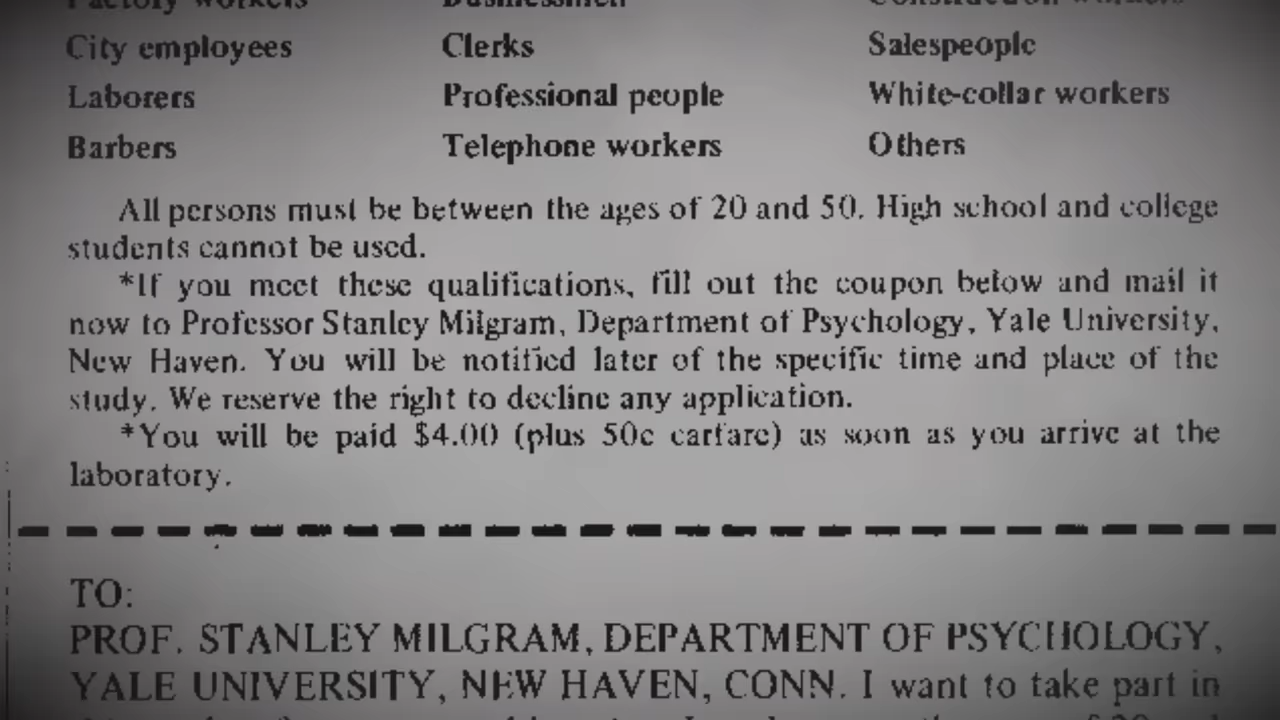 Factory workers Businessmen Construction workers
City employees Clerks Salespeople
Laborers Professional people White-collar workers
Barbers Telephone workers Others
All persons must be between the ages of 20 and 50. High school and college
students cannot be used.
*If you meet these qualifications, fill out the coupon below and mail it
now to Professor Stanley Milgram, Department of Psychology, Yale University,
New Haven. You will be notified later of the specific time and place of the
study. We reserve the right to decline any application.
*You will be paid $4.00 (plus 50c carfare) as soon as you arrive at the
laboratory.
TO:
PROF. STANLEY MILGRAM, DEPARTMENT OF PSYCHOLOGY,
YALE UNIVERSITY, NEW HAVEN, CONN. I want to take part in